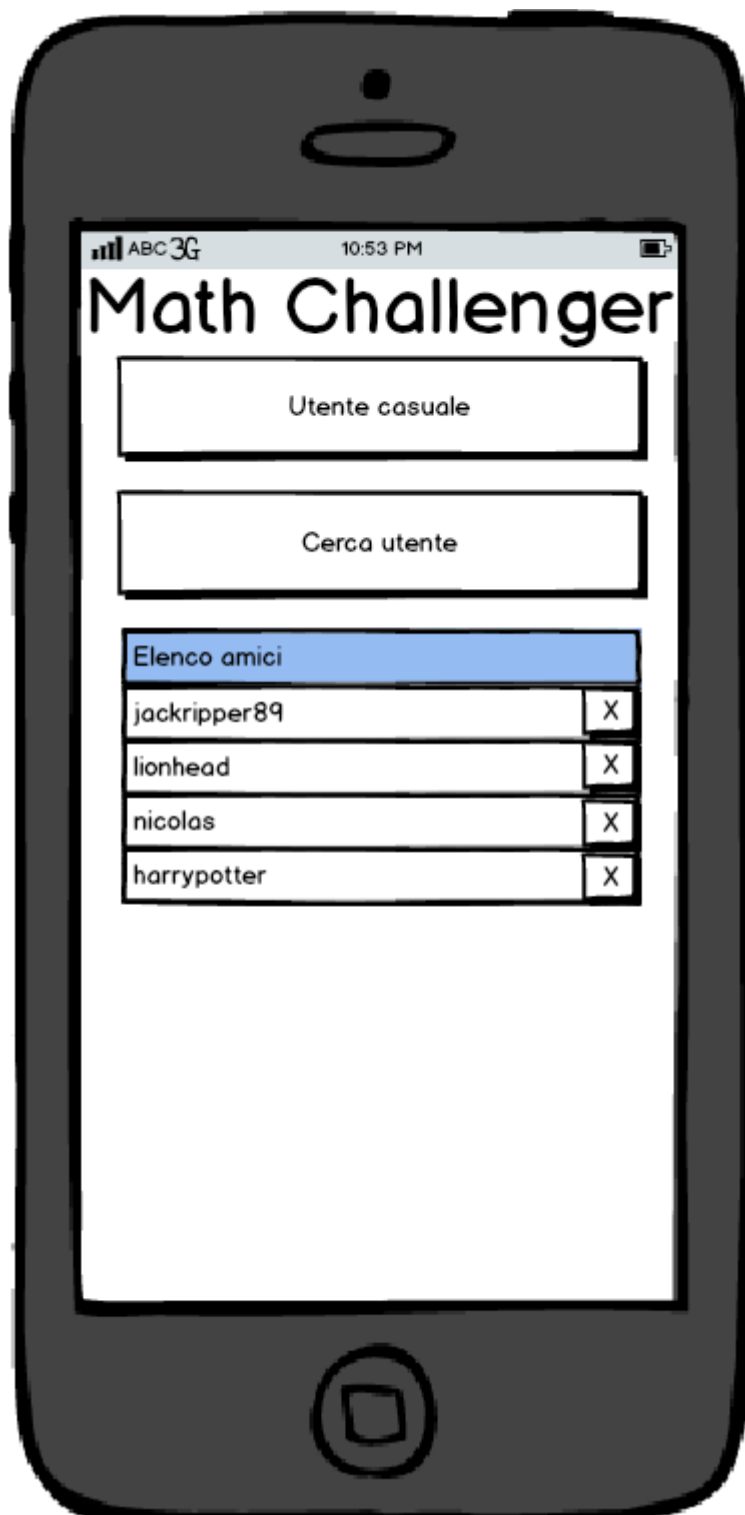 ABC 3G 10:53 PM
Math Challenger
Utente casuale
Cerca utente
Elenco amici
jackripper89 X
lionhead X
nicolas X
harrypotter X